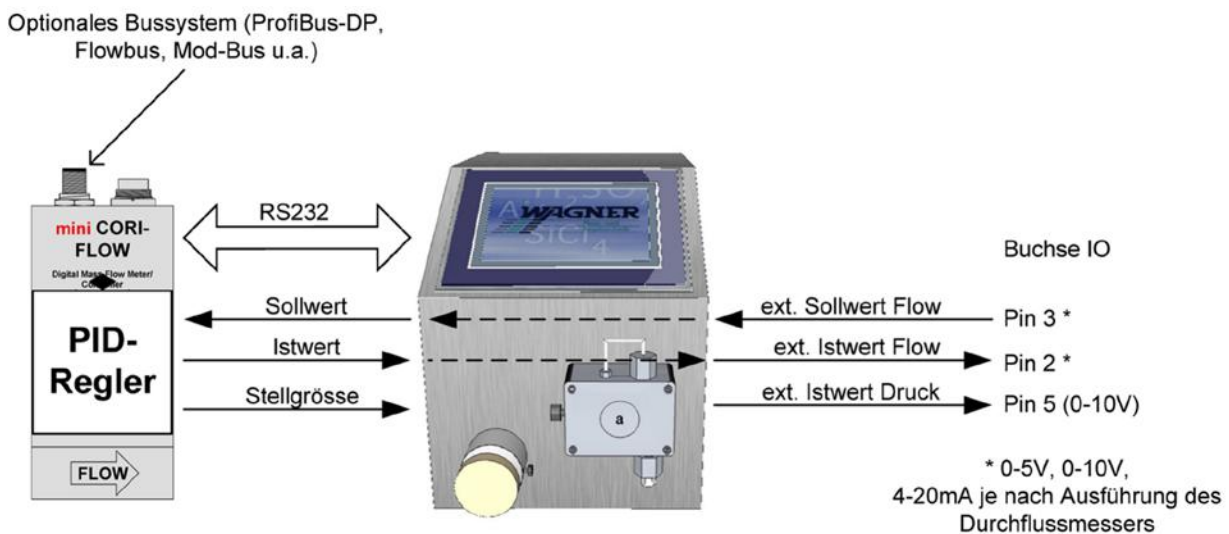 Optionales Bussystem (ProfiBus-DP,
Flowbus, Mod-Bus u.a.)
mini CORI-
FLOW
Digital Mass Flow Meter/
Controller
PID-
Regler
FLOW
RS232
Sollwert
Istwert
Stellgrösse
WAGNER
SiCl4
a
Buchse IO
ext. Sollwert Flow
Pin 3 *
ext. Istwert Flow
Pin 2 *
ext. Istwert Druck
Pin 5 (0-10V)
* 0-5V, 0-10V,
4-20mA je nach Ausführung des
Durchflussmessers